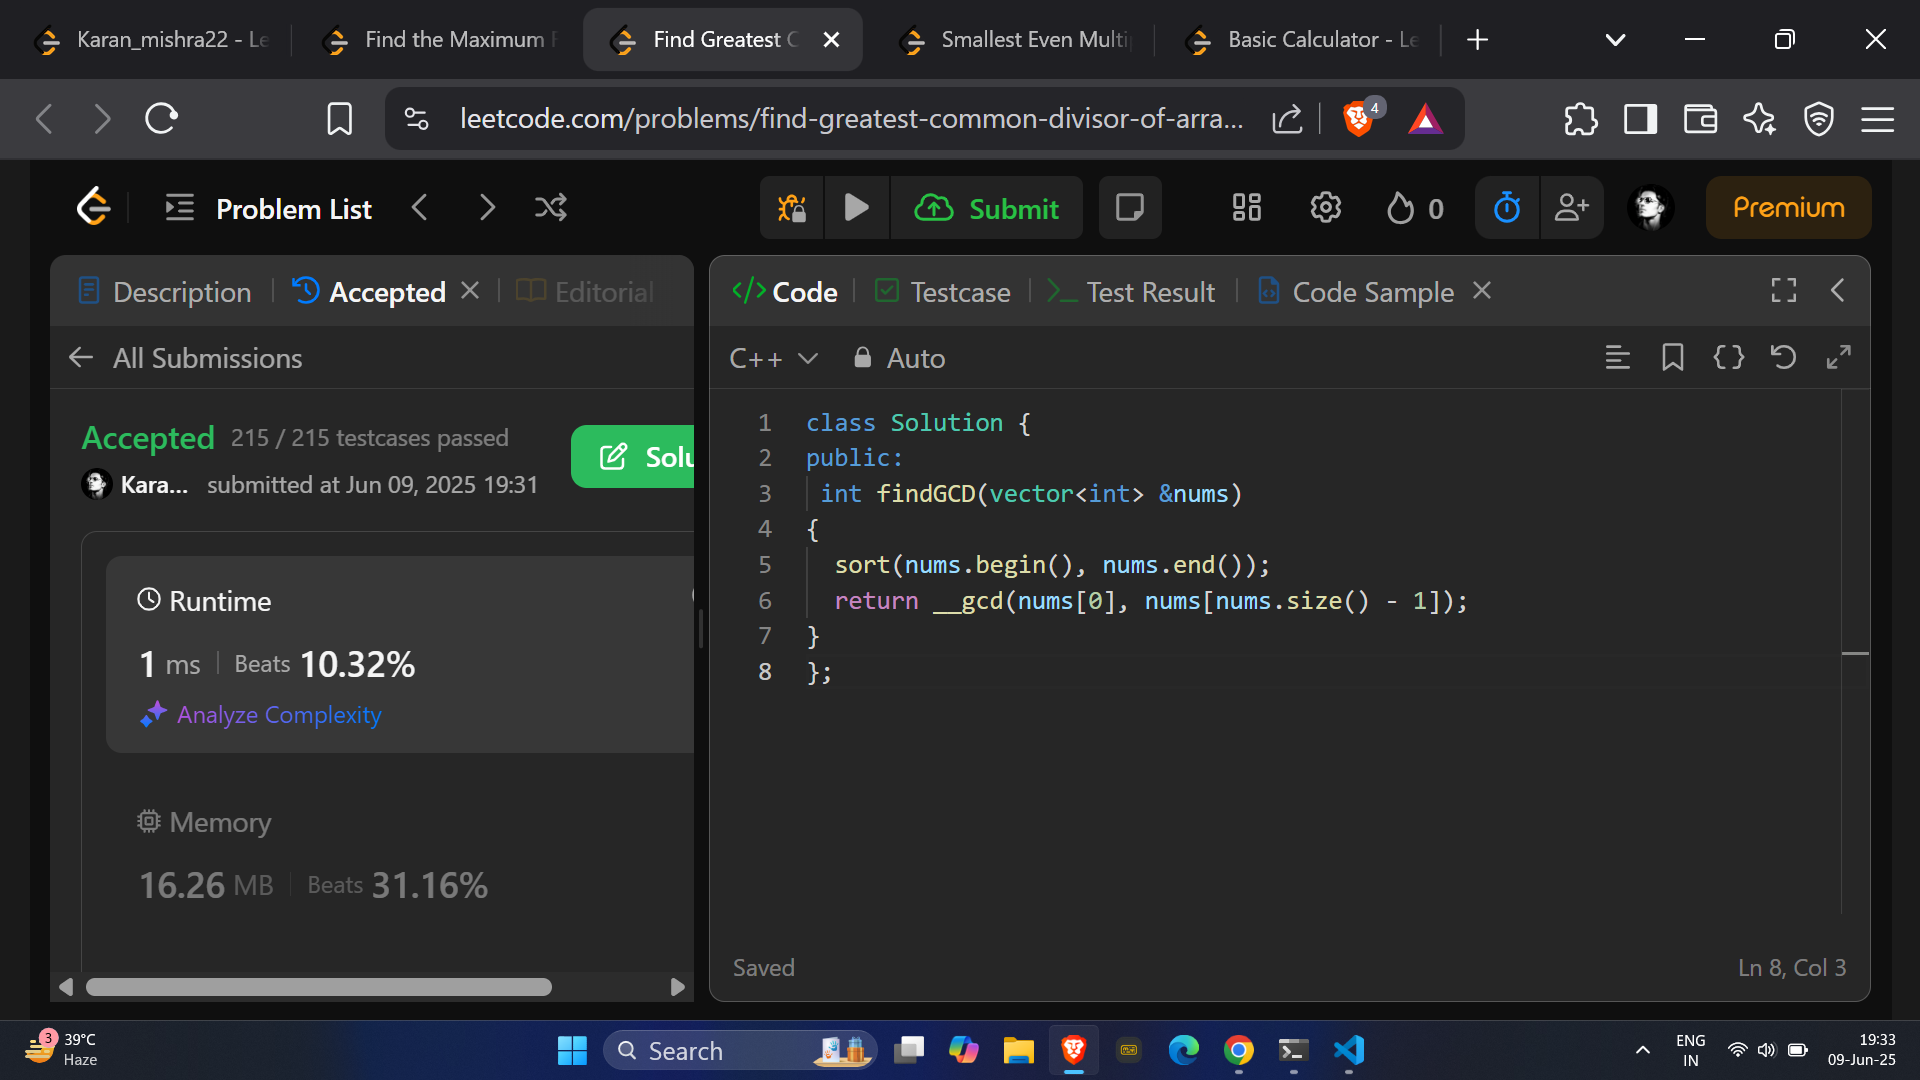 Karan_mishra22 - Le
Find the Maximum F
Find Greatest C
Smallest Even Multip
Basic Calculator - Le
leetcode.com/problems/find-greatest-common-divisor-of-arra...
4
Problem List
Submit
0
Premium
Description
Accepted
Editorial
Code
Testcase
Test Result
Code Sample
All Submissions
C++
Auto
Accepted
215 / 215 testcases passed
Kara...
submitted at Jun 09, 2025 19:31
Solu
Runtime
1 ms
Beats 10.32%
Analyze Complexity
Memory
16.26 MB
Beats 31.16%
1 class Solution {
2 public:
3 int findGCD(vector<int> &nums)
4 {
5 sort(nums.begin(), nums.end());
6 return __gcd(nums[0], nums[nums.size() - 1]);
7 }
8 };
Saved
Ln 8, Col 3
3
39°C
Haze
Search
ENG
IN
19:33
09-Jun-25